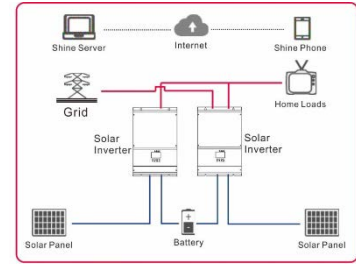 Shine Server
Internet
Shine Phone
Grid
Home Loads
Solar
Inverter
Solar
Inverter
Solar Panel
Battery
Solar Panel